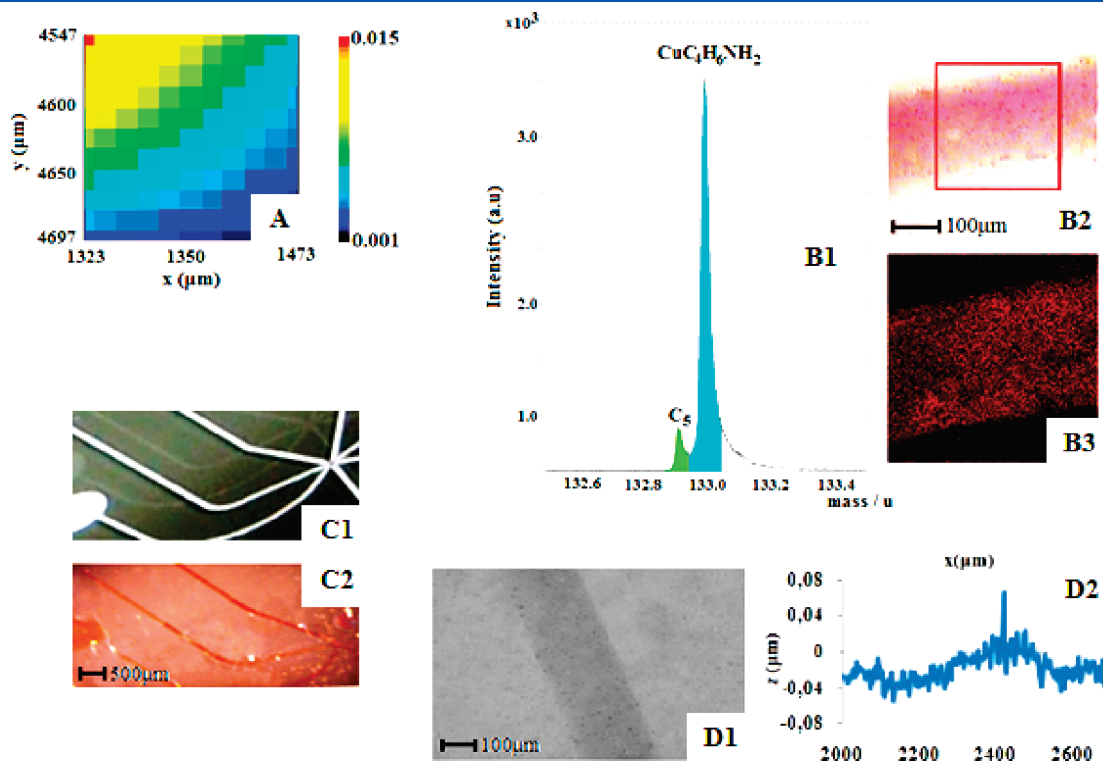 4547
4600
4650
4697
y (μm)
1323
1350
1473
x (μm)
0.015
0.001
A
x10³
3.0
2.0
1.0
Intensity (a.u)
CuC₄H₆NH₂
C₅
132.6
132.8
133.0
133.2
133.4
mass / u
B1
100μm
B2
B3
C1
C2
500μm
100μm
D1
x(μm)
D2
0,08
0,04
0
-0,04
-0,08
z (μm)
2000
2200
2400
2600